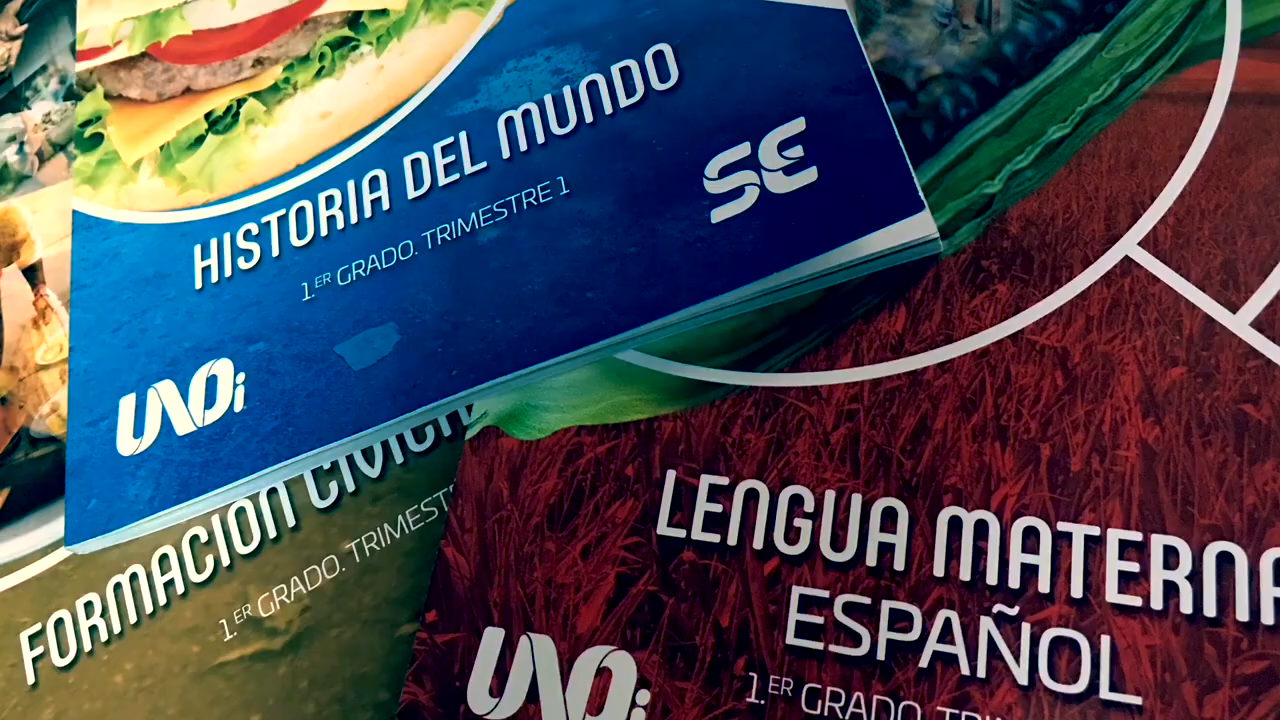 HISTORIA DEL MUNDO
1.ER GRADO. TRIMESTRE 1
SE
UNOi
FORMACIÓN CÍVICA
1.ER GRADO. TRIMEST
LENGUA MATERNA
ESPAÑOL
1.ER GRADO. TRI
UNOi